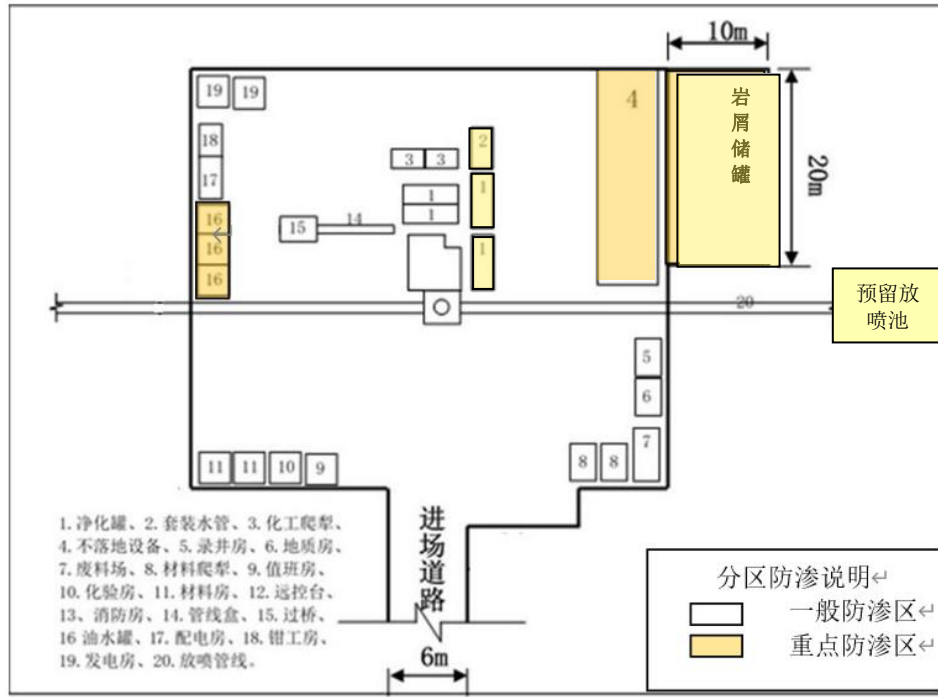 10m
19 19
4
岩
屑
储
罐
20m
18
2
3 3
17
1
1
1
16
15
14
16
1
16
20
预留放
喷池
5
6
7
8 8
11 11 10 9
进场道路
6m
1. 净化罐、2. 套装水管、3. 化工爬犁、
4. 不落地设备、5. 录井房、6. 地质房、
7. 废料场、8. 材料爬犁、9. 值班房、
10. 化验房、11. 材料房、12. 远控台、
13、消防房、14. 管线盒、15. 过桥、
16 油水罐、17. 配电房、18. 钳工房、
19. 发电房、20. 放喷管线。
分区防渗说明↵
一般防渗区↵
重点防渗区↵